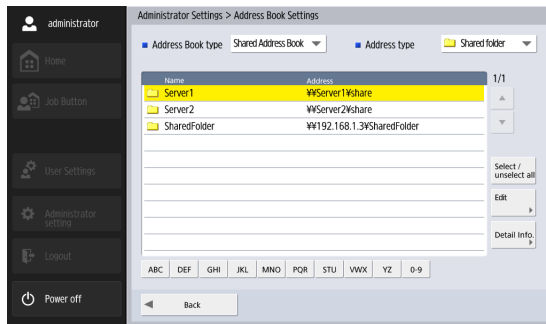 administrator
Home
Job Button
User Settings
Administrator
setting
Logout
Power off
Administrator Settings > Address Book Settings
Address Book type
Shared Address Book
Address type
Shared folder
Name
Address
1/1
Server1
¥¥Server1¥share
Server2
¥¥Server2¥share
SharedFolder
¥¥192.168.1.3¥SharedFolder
Select /
unselect all
Edit
Detail Info.
ABC
DEF
GHI
JKL
MNO
PQR
STU
VWX
YZ
0-9
Back